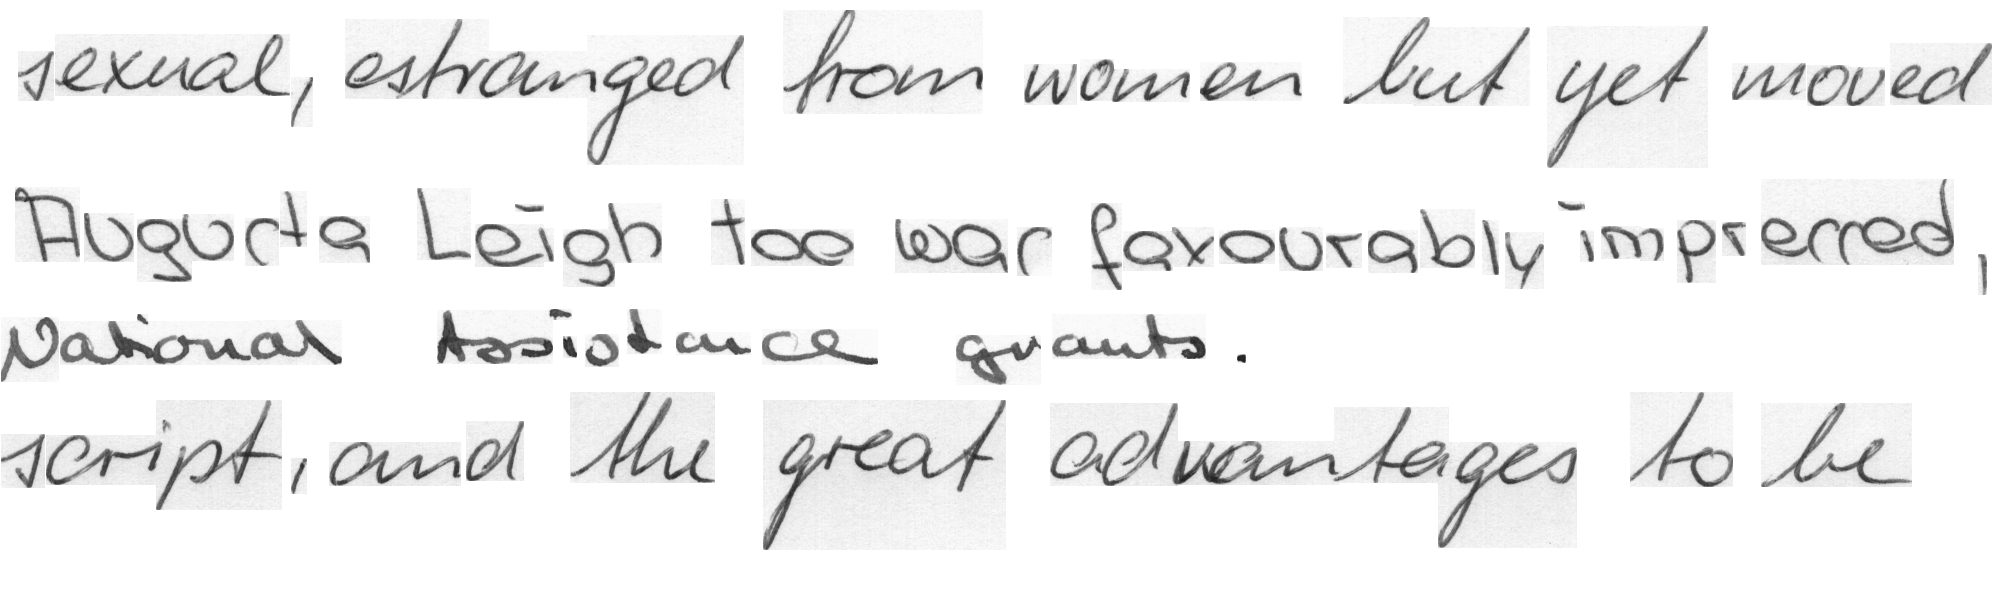 sexual, estranged from women but yet moved
Augusta Leigh too was favourably impressed,
National Assistance grants.
script, and the great advantages to be